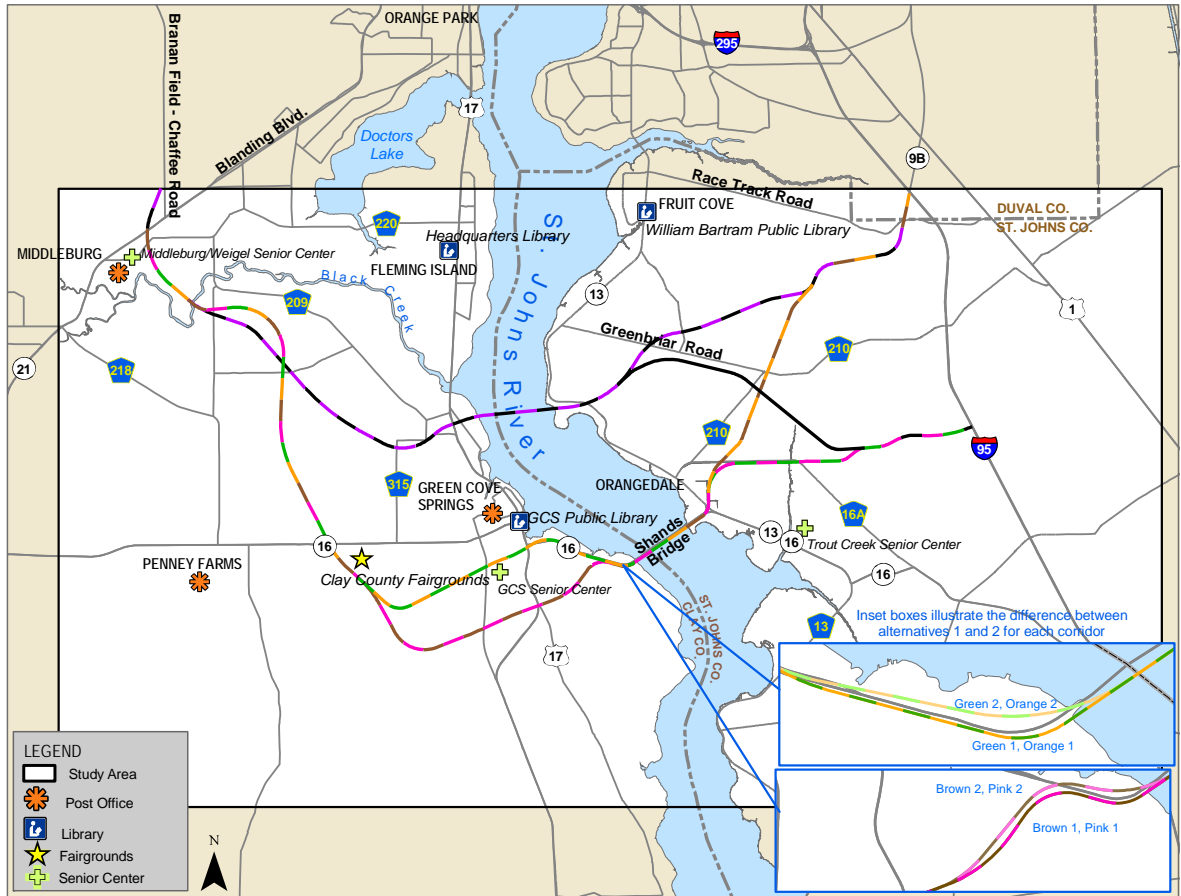 ORANGE PARK
Branan Field - Chaffee Road
Blanding Blvd.
17
295
Doctors
Lake
9B
Race Track Road
FRUIT COVE
William Bartram Public Library
DUVAL CO.
ST. JOHNS CO.
220
Headquarters Library
FLEMING ISLAND
MIDDLEBURG
Middleburg/Weigel Senior Center
Black Creek
St. Johns River
209
13
1
Greenbriar Road
210
21
218
210
95
315
GREEN COVE
SPRINGS
ORANGEDALE
GCS Public Library
16A
Shands
Bridge
13
16
Trout Creek Senior Center
16
16
16
PENNEY FARMS
Clay County Fairgrounds
GCS Senior Center
ST. JOHNS CO.
CLAY CO.
13
17
Inset boxes illustrate the difference between
alternatives 1 and 2 for each corridor
Green 2, Orange 2
Green 1, Orange 1
Brown 2, Pink 2
Brown 1, Pink 1
LEGEND
Study Area
Post Office
Library
Fairgrounds
Senior Center
N